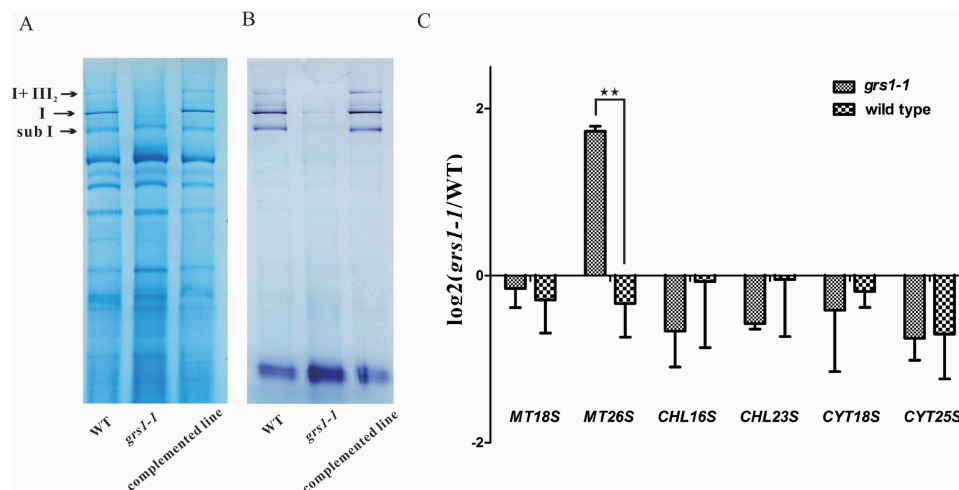 A
I+ III₂
I
sub I
WT
grs1-1
complemented line
B
WT
grs1-1
complemented line
C
log2(grs1-1/WT)
2
0
-2
grs1-1
wild type
★★
MT18S
MT26S
CHL16S
CHL23S
CYT18S
CYT25S